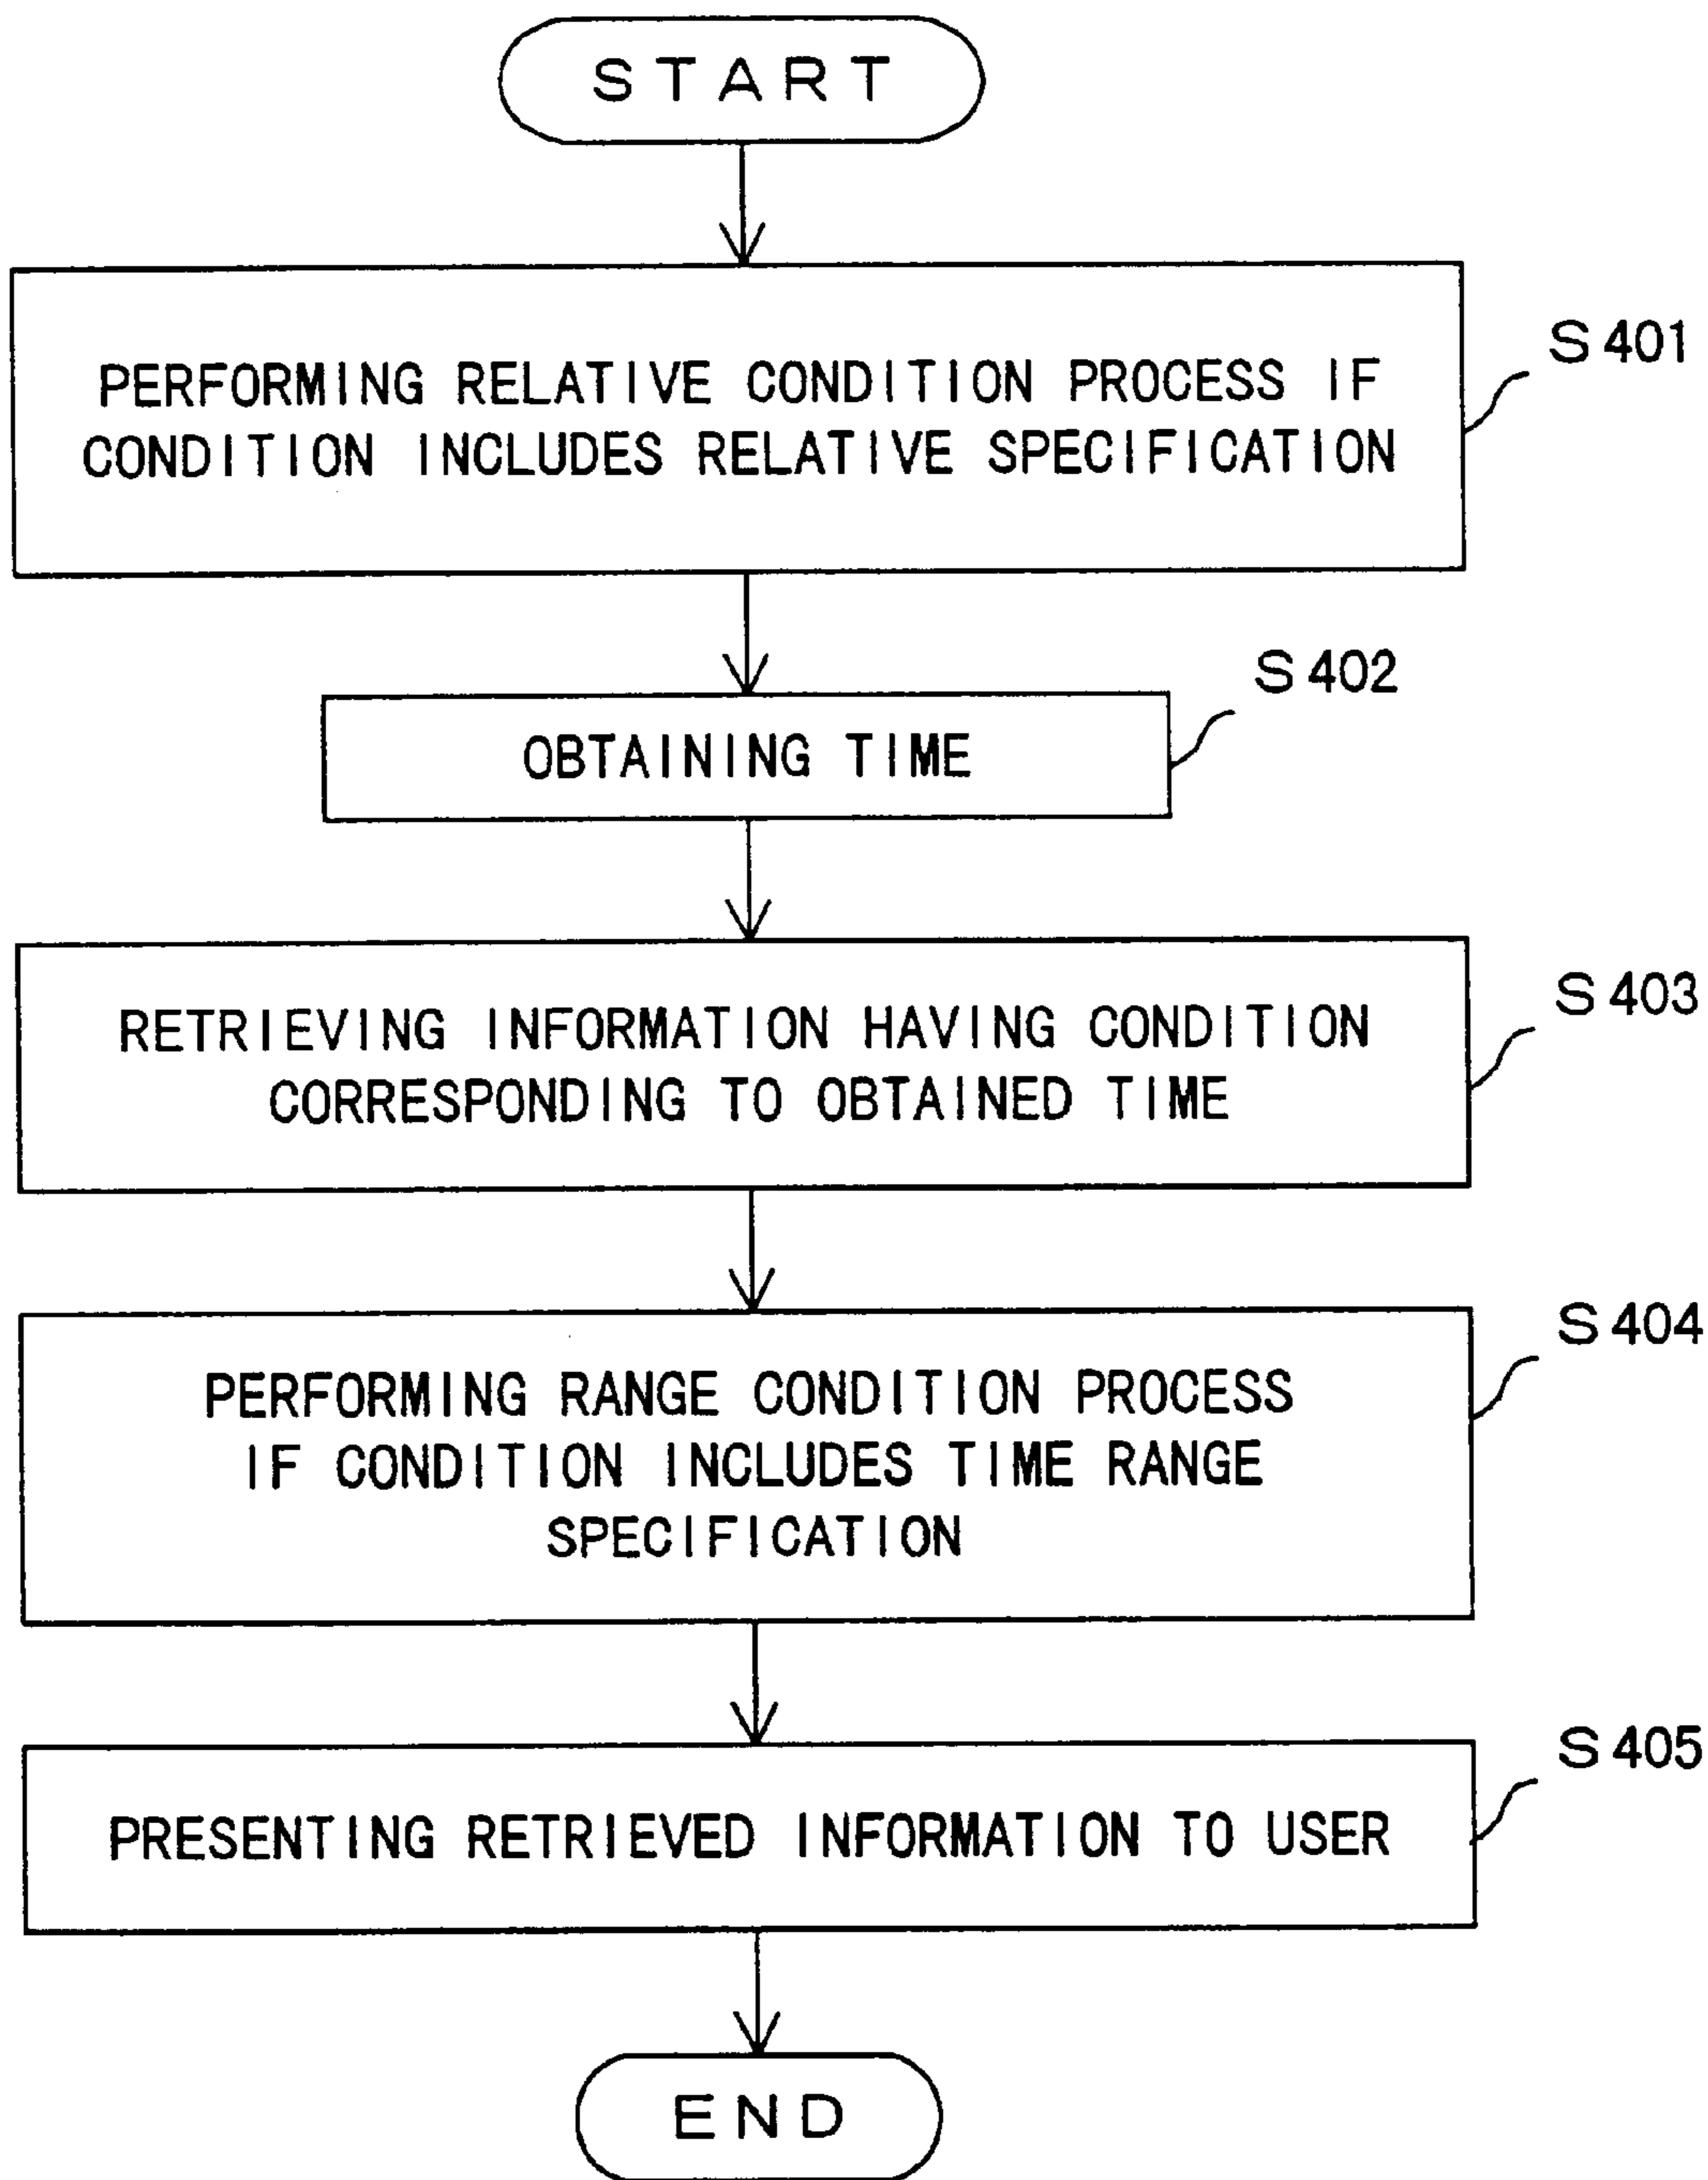 START
PERFORMING RELATIVE CONDITION PROCESS IF
CONDITION INCLUDES RELATIVE SPECIFICATION
S401
OBTAINING TIME
S402
RETRIEVING INFORMATION HAVING CONDITION
CORRESPONDING TO OBTAINED TIME
S403
PERFORMING RANGE CONDITION PROCESS
IF CONDITION INCLUDES TIME RANGE
SPECIFICATION
S404
PRESENTING RETRIEVED INFORMATION TO USER
S405
END